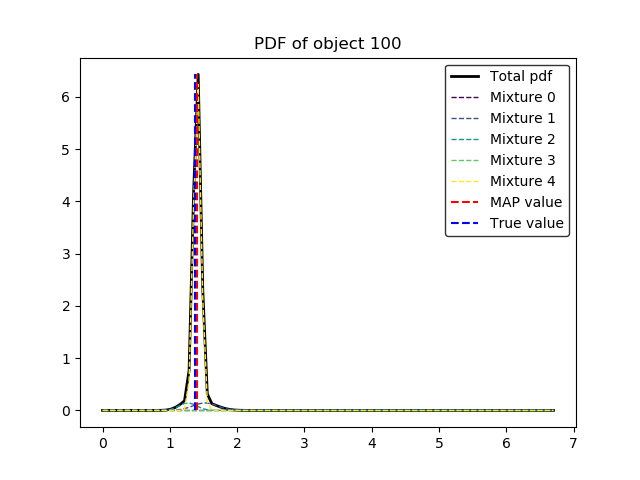 PDF of object 100
Total pdf
Mixture 0
Mixture 1
Mixture 2
Mixture 3
Mixture 4
MAP value
True value
6
5
4
3
2
1
0
0 1 2 3 4 5 6 7